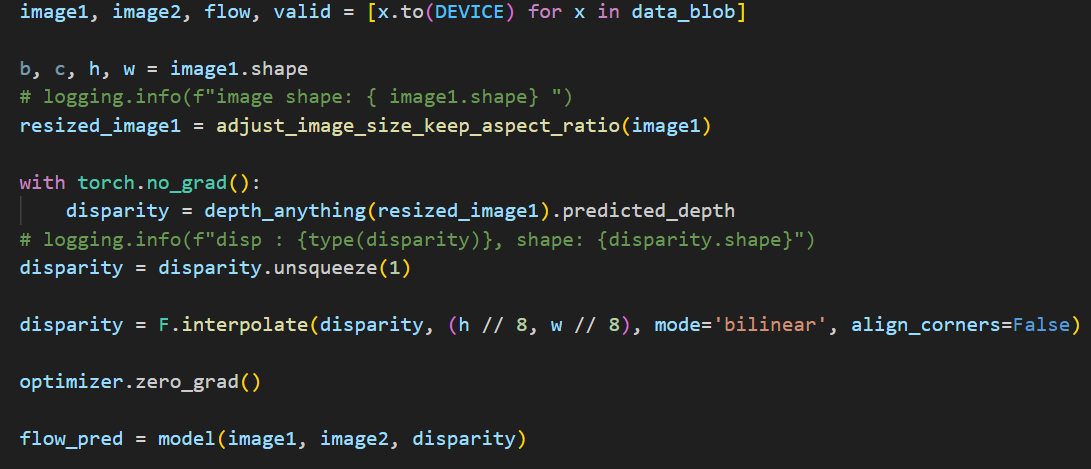 image1, image2, flow, valid = [x.to(DEVICE) for x in data_blob]
b, c, h, w = image1.shape
# logging.info(f"image shape: { image1.shape} ")
resized_image1 = adjust_image_size_keep_aspect_ratio(image1)
with torch.no_grad():
    disparity = depth_anything(resized_image1).predicted_depth
# logging.info(f"disp : {type(disparity)}, shape: {disparity.shape}")
disparity = disparity.unsqueeze(1)
disparity = F.interpolate(disparity, (h // 8, w // 8), mode='bilinear', align_corners=False)
optimizer.zero_grad()
flow_pred = model(image1, image2, disparity)